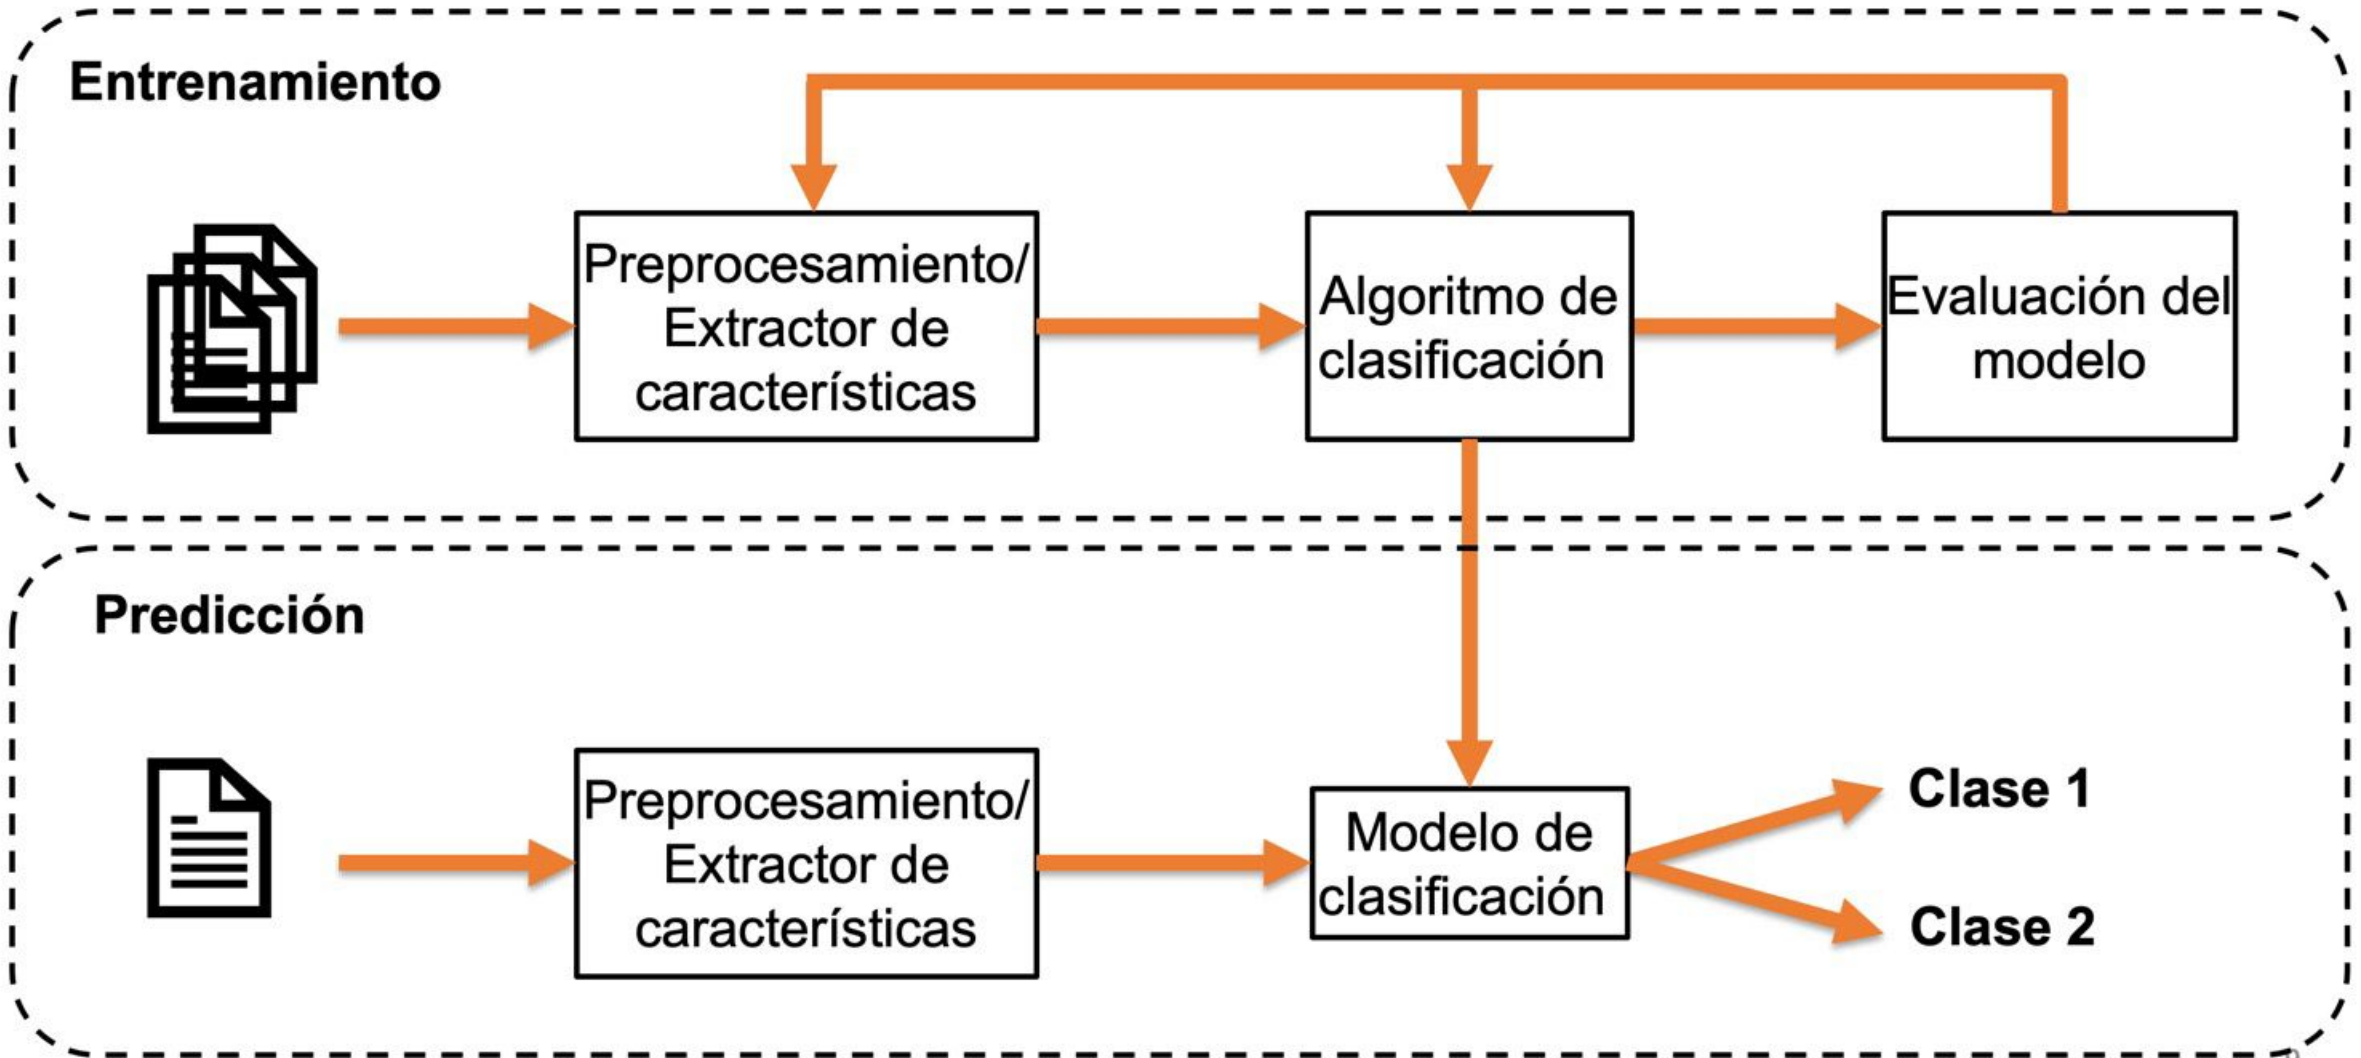 Entrenamiento
Preprocesamiento/
Extractor de
características
Algoritmo de
clasificación
Evaluación del
modelo
Predicción
Preprocesamiento/
Extractor de
características
Modelo de
clasificación
Clase 1
Clase 2